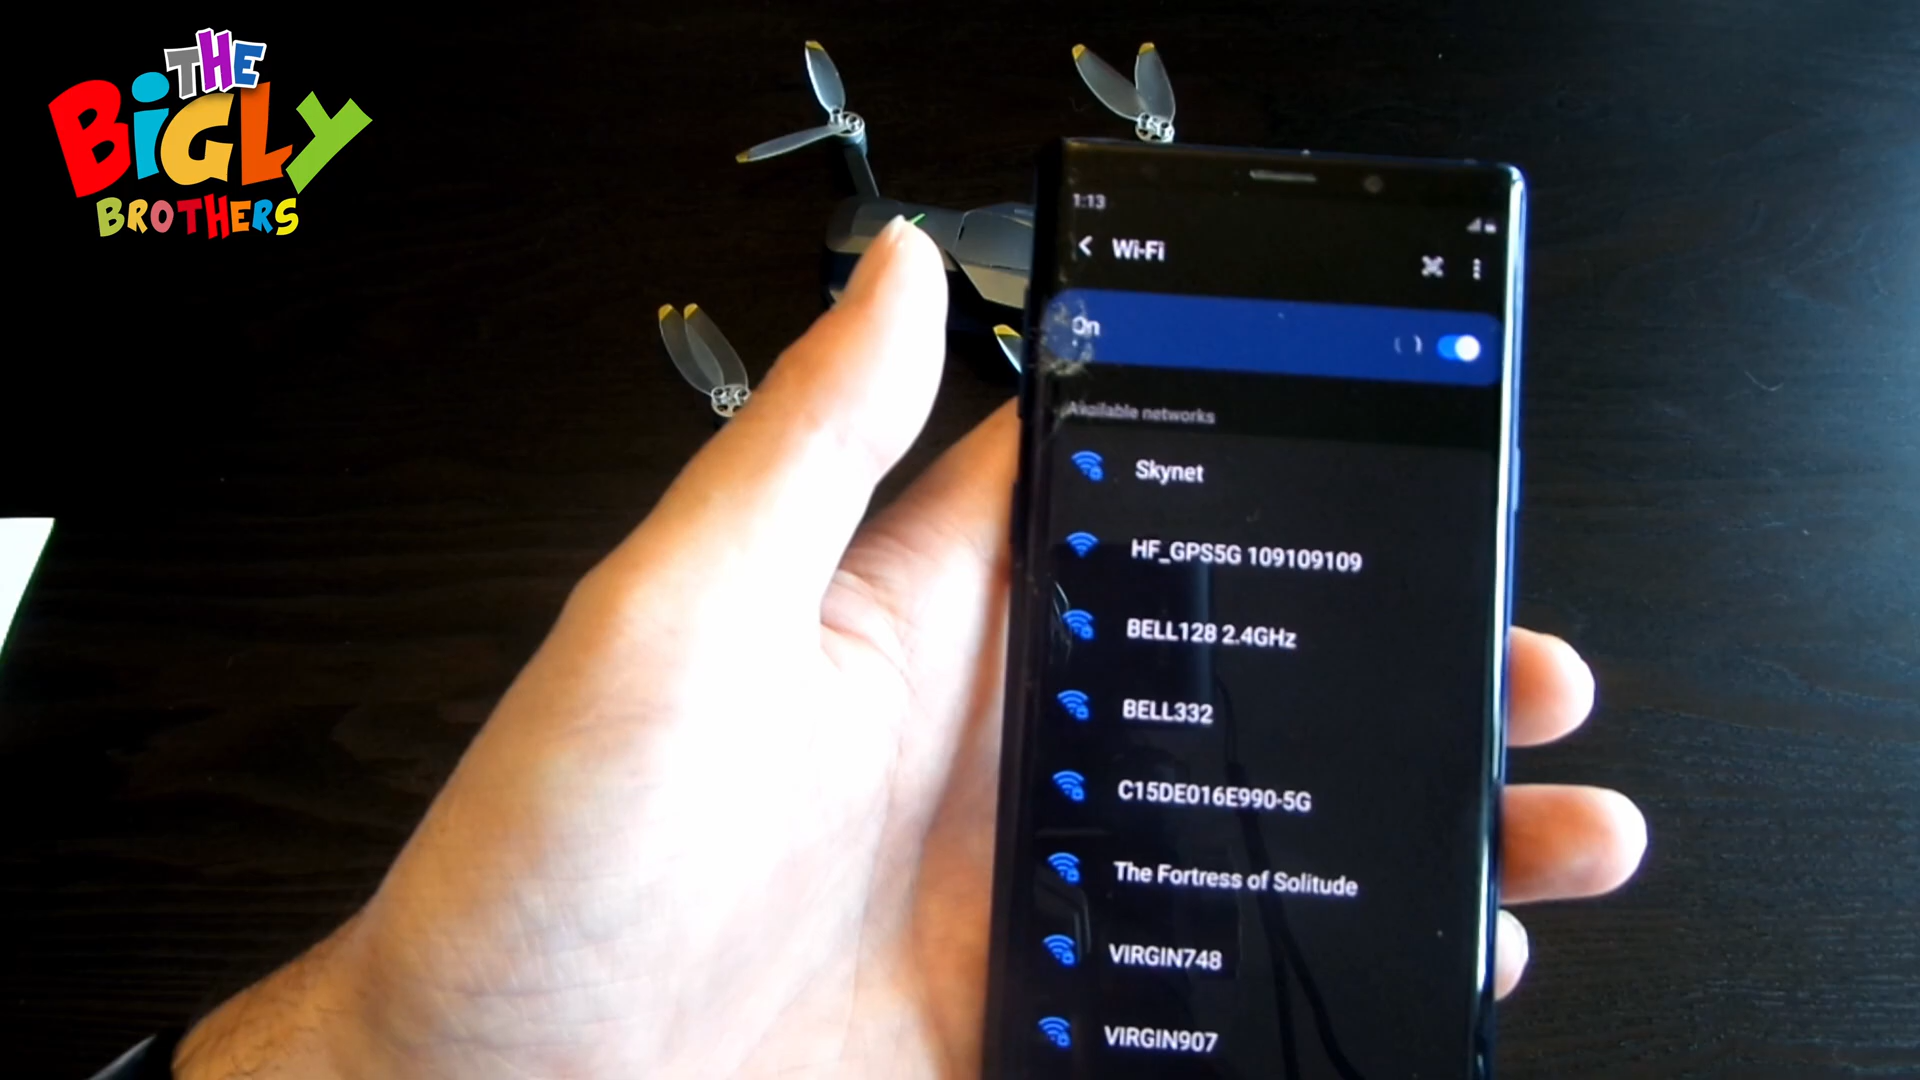 THE
BiGLY
BROTHERS
1:13
Wi-Fi
On
Available networks
Skynet
HF_GPS5G 109109109
BELL128 2.4GHz
BELL332
C15DE016E990-5G
The Fortress of Solitude
VIRGIN748
VIRGIN907